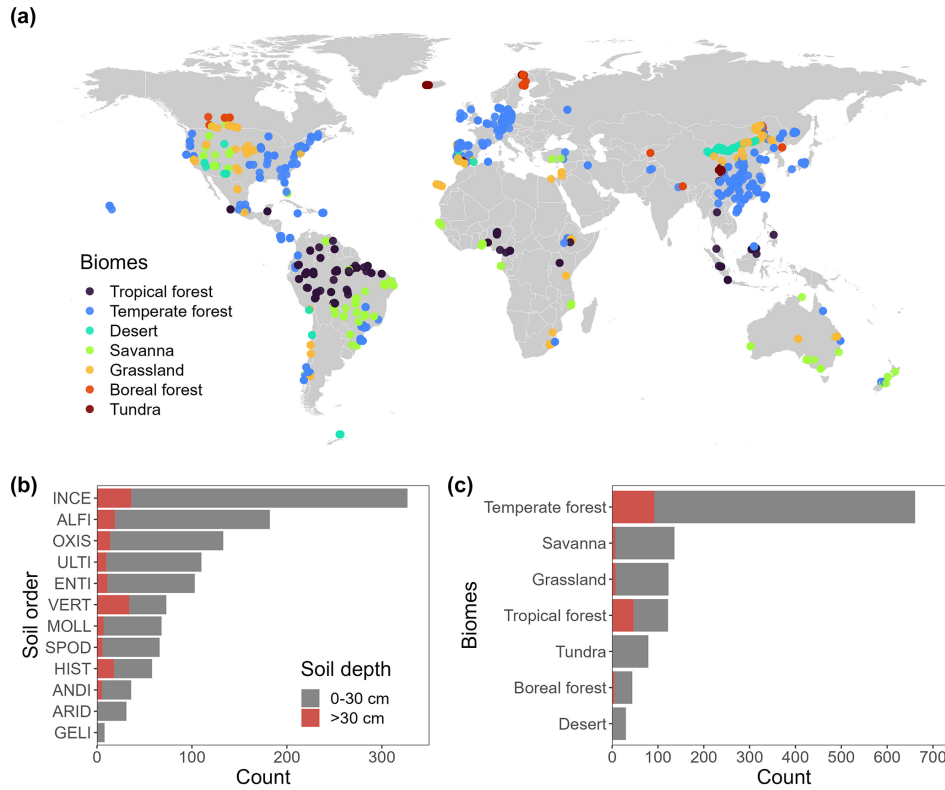 (a)
Biomes
Tropical forest
Temperate forest
Desert
Savanna
Grassland
Boreal forest
Tundra
(b)
Soil order
INCE
ALFI
OXIS
ULTI
ENTI
VERT
MOLL
SPOD
HIST
ANDI
ARID
GELI
0 100 200 300
Count
Soil depth
0-30 cm
>30 cm
(c)
Biomes
Temperate forest
Savanna
Grassland
Tropical forest
Tundra
Boreal forest
Desert
0 100 200 300 400 500 600 700
Count